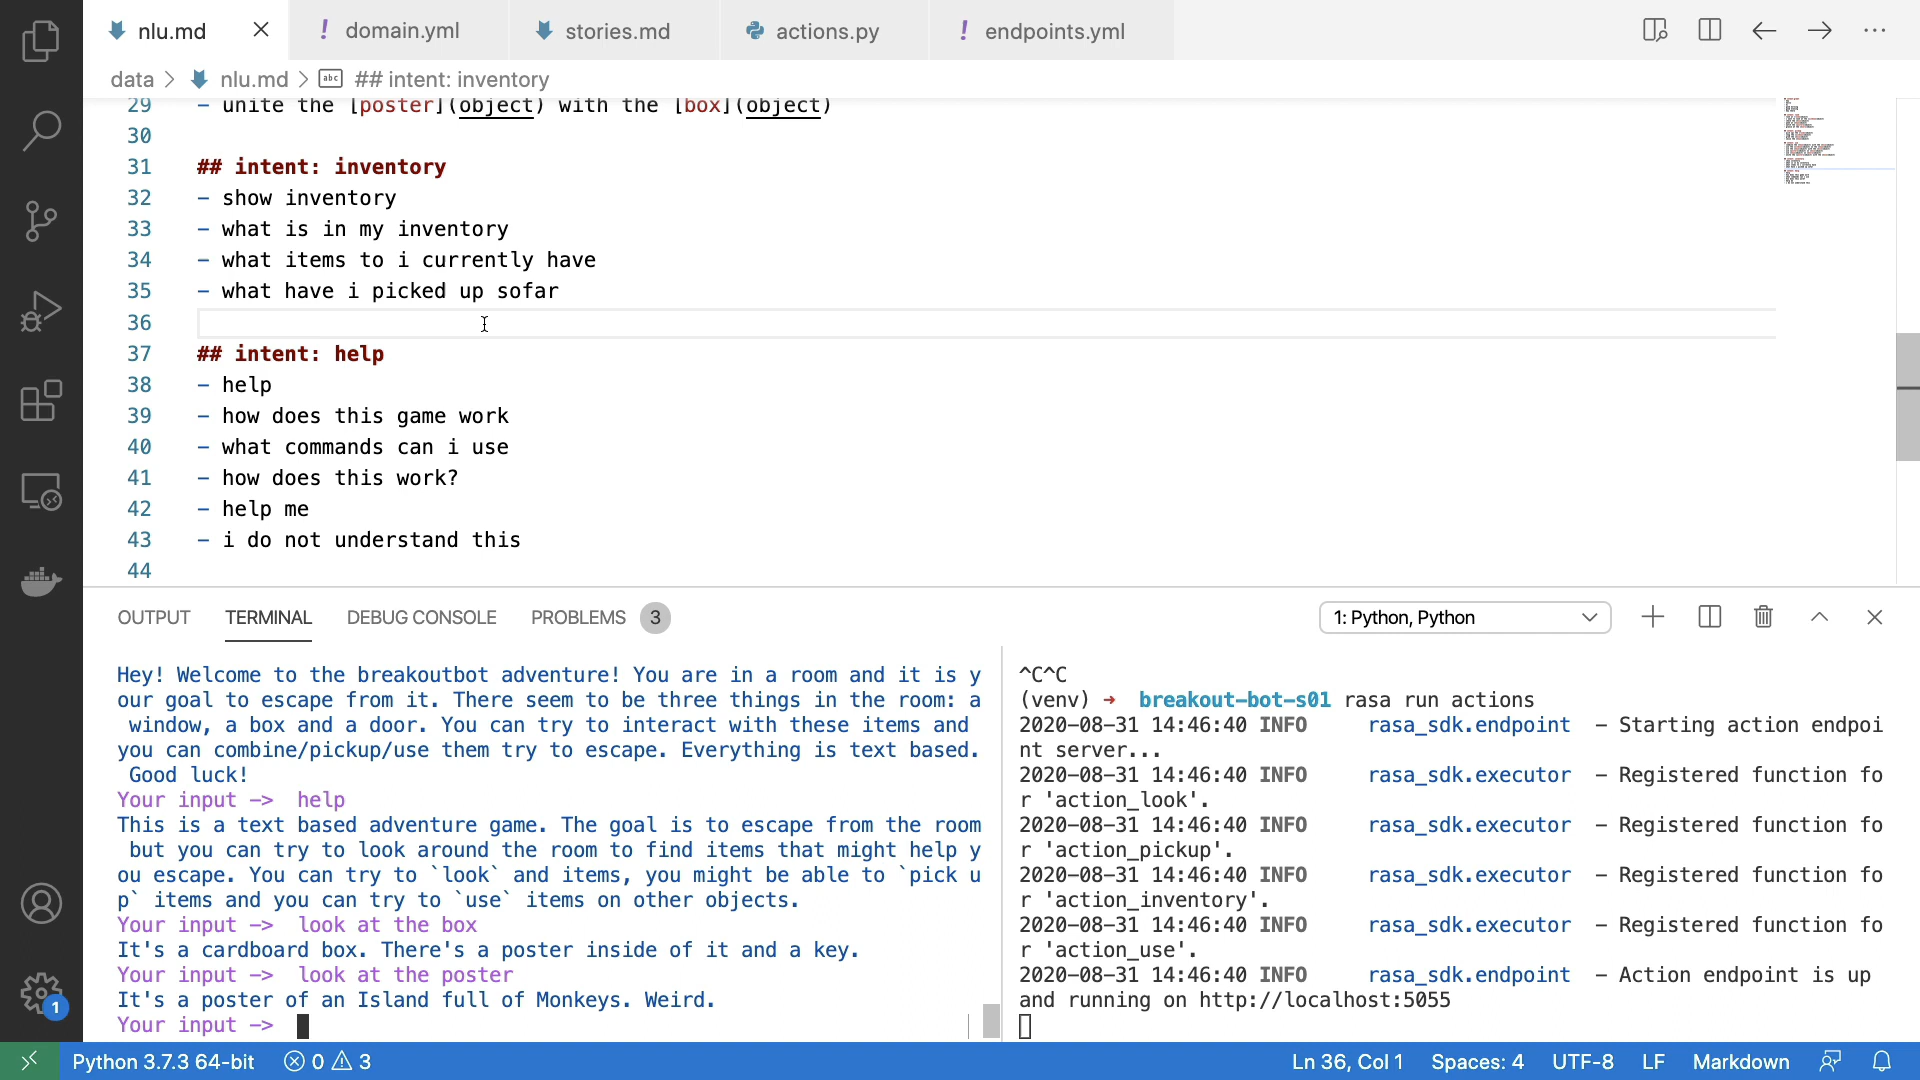 nlu.md
domain.yml
stories.md
actions.py
endpoints.yml
data > nlu.md > abc ## intent: inventory
29 - unite the [poster](object) with the [box](object)
30
31 ## intent: inventory
32 - show inventory
33 - what is in my inventory
34 - what items to i currently have
35 - what have i picked up sofar
36
37 ## intent: help
38 - help
39 - how does this game work
40 - what commands can i use
41 - how does this work?
42 - help me
43 - i do not understand this
44
OUTPUT TERMINAL DEBUG CONSOLE PROBLEMS 3
1: Python, Python
Hey! Welcome to the breakoutbot adventure! You are in a room and it is y
our goal to escape from it. There seem to be three things in the room: a
window, a box and a door. You can try to interact with these items and
you can combine/pickup/use them try to escape. Everything is text based.
Good luck!
Your input -> help
This is a text based adventure game. The goal is to escape from the room
but you can try to look around the room to find items that might help y
ou escape. You can try to `look` and items, you might be able to `pick u
p` items and you can try to `use` items on other objects.
Your input -> look at the box
It's a cardboard box. There's a poster inside of it and a key.
Your input -> look at the poster
It's a poster of an Island full of Monkeys. Weird.
Your input ->
^C^C
(venv) → breakout-bot-s01 rasa run actions
2020-08-31 14:46:40 INFO rasa_sdk.endpoint - Starting action endpoi
nt server...
2020-08-31 14:46:40 INFO rasa_sdk.executor - Registered function fo
r 'action_look'.
2020-08-31 14:46:40 INFO rasa_sdk.executor - Registered function fo
r 'action_pickup'.
2020-08-31 14:46:40 INFO rasa_sdk.executor - Registered function fo
r 'action_inventory'.
2020-08-31 14:46:40 INFO rasa_sdk.executor - Registered function fo
r 'action_use'.
2020-08-31 14:46:40 INFO rasa_sdk.endpoint - Action endpoint is up
and running on http://localhost:5055
1
Python 3.7.3 64-bit 0 3
Ln 36, Col 1 Spaces: 4 UTF-8 LF Markdown